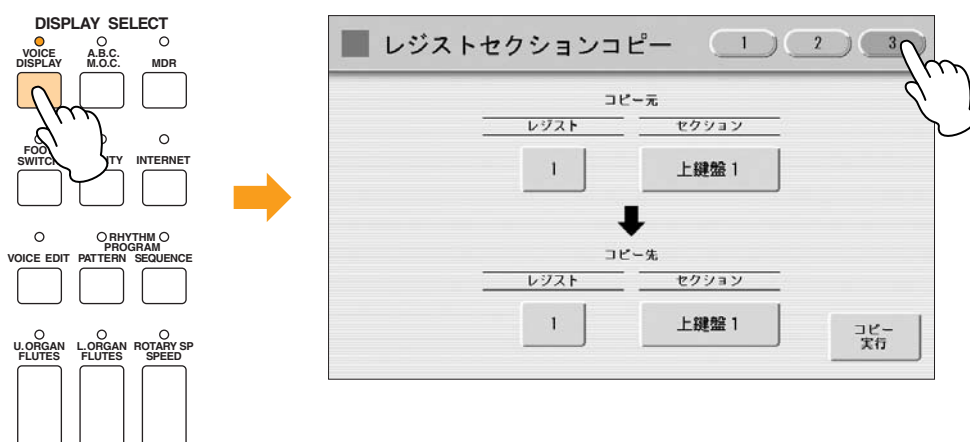 DISPLAY SELECT
VOICE DISPLAY
A.B.C. M.O.C.
MDR
FOO
SWITCH
ITY
INTERNET
VOICE EDIT
RHYTHM PROGRAM
PATTERN
SEQUENCE
U.ORGAN FLUTES
L.ORGAN FLUTES
ROTARY SP SPEED
レジストセクションコピー
1
2
3
コピー元
レジスト
セクション
1
上鍵盤 1
コピー先
レジスト
セクション
1
上鍵盤 1
コピー
実行